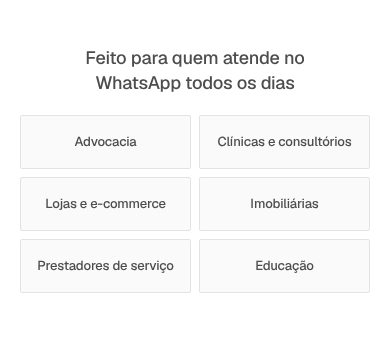 Feito para quem atende no
WhatsApp todos os dias
Advocacia
Clínicas e consultórios
Lojas e e-commerce
Imobiliárias
Prestadores de serviço
Educação